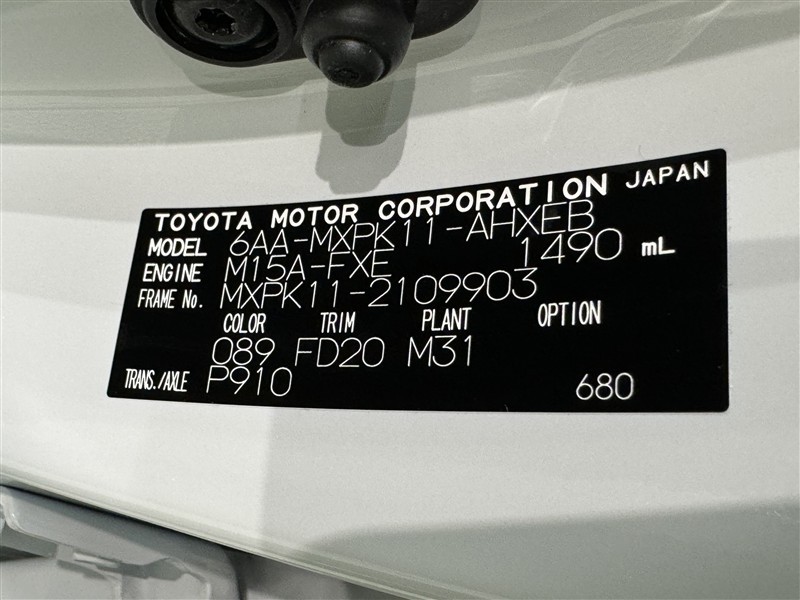 TOYOTA MOTOR CORPORATION JAPAN
MODEL 6AA-MXPK11-AHXEB
ENGINE M15A-FXE 1490 mL
FRAME No. MXPK11-2109903
COLOR TRIM PLANT OPTION
089 FD20 M31
TRANS./AXLE P910 680